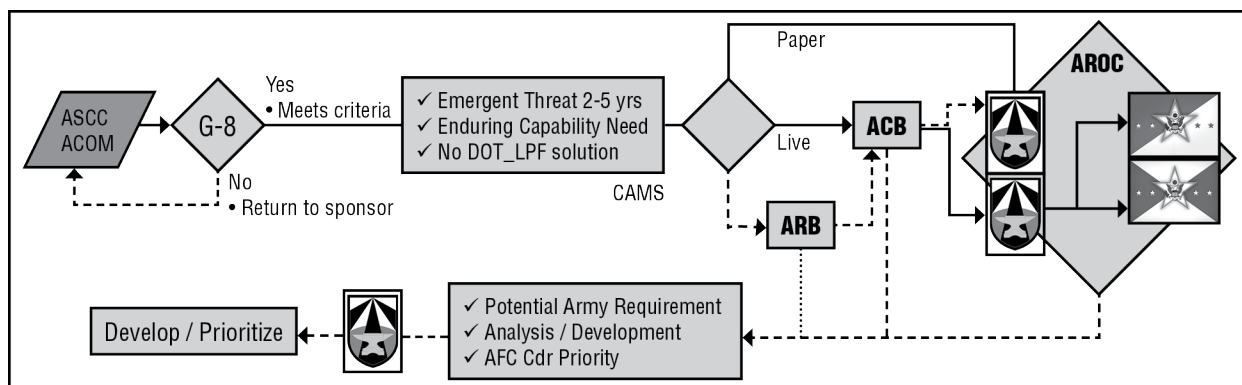 ASCC
ACOM
G-8
Yes
• Meets criteria
No
• Return to sponsor
✓ Emergent Threat 2-5 yrs
✓ Enduring Capability Need
✓ No DOT_LPF solution
CAMS
Paper
Live
ARB
ACB
AROC
✓ Potential Army Requirement
✓ Analysis / Development
✓ AFC Cdr Priority
Develop / Prioritize